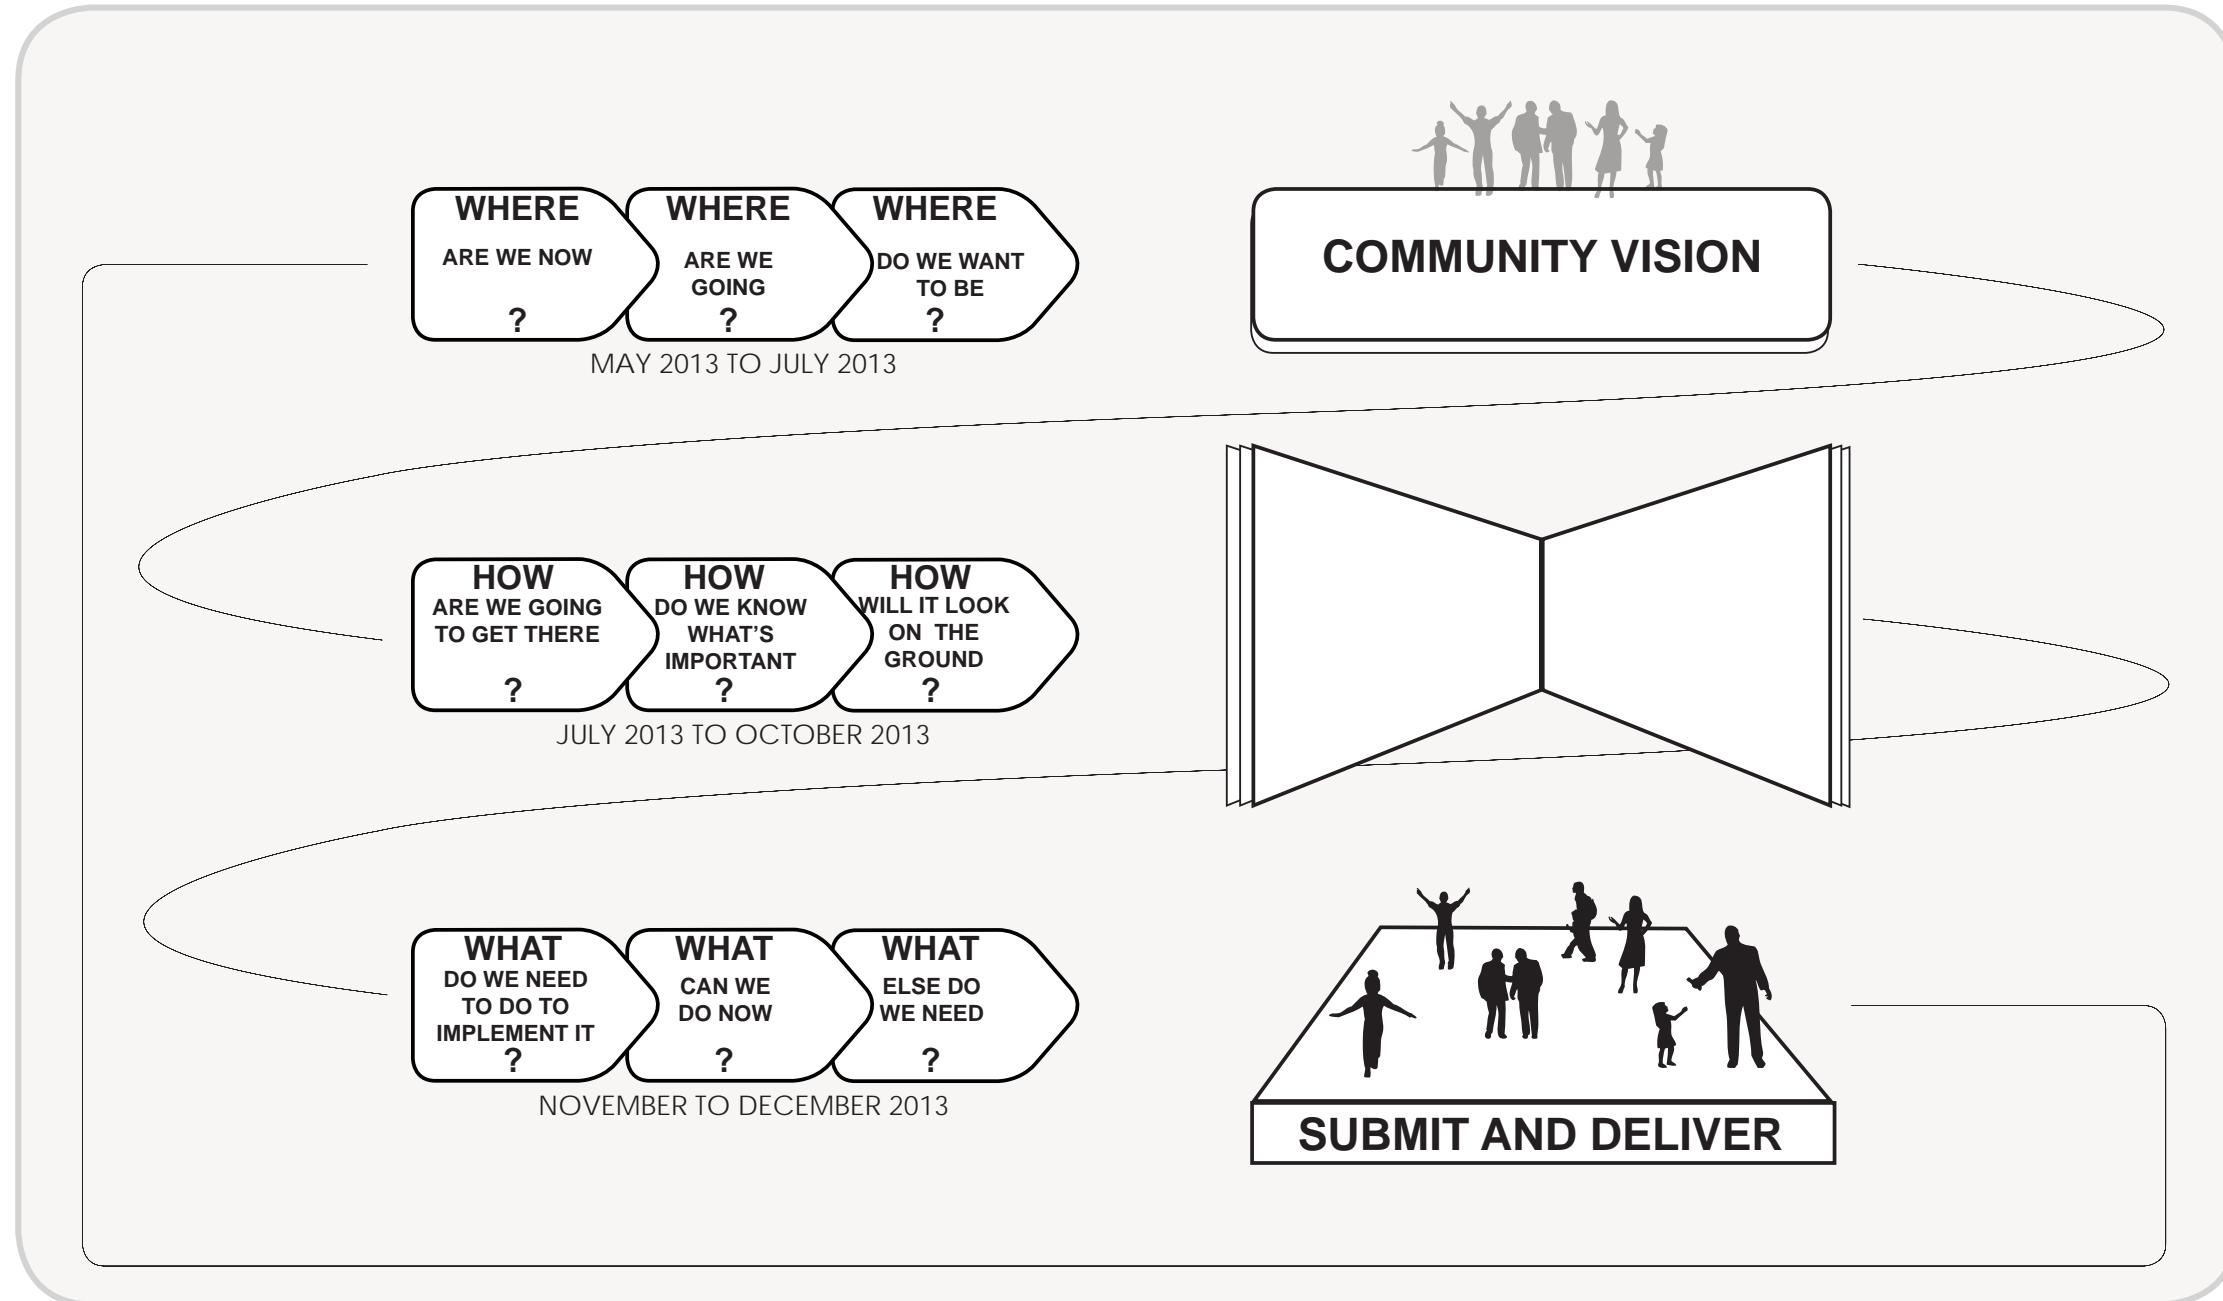 WHERE
ARE WE NOW
?
WHERE
ARE WE
GOING
?
WHERE
DO WE WANT
TO BE
?
MAY 2013 TO JULY 2013
COMMUNITY VISION
HOW
ARE WE GOING
TO GET THERE
?
HOW
DO WE KNOW
WHAT'S
IMPORTANT
?
HOW
WILL IT LOOK
ON THE
GROUND
?
JULY 2013 TO OCTOBER 2013
WHAT
DO WE NEED
TO DO TO
IMPLEMENT IT
?
WHAT
CAN WE
DO NOW
?
WHAT
ELSE DO
WE NEED
?
NOVEMBER TO DECEMBER 2013
SUBMIT AND DELIVER